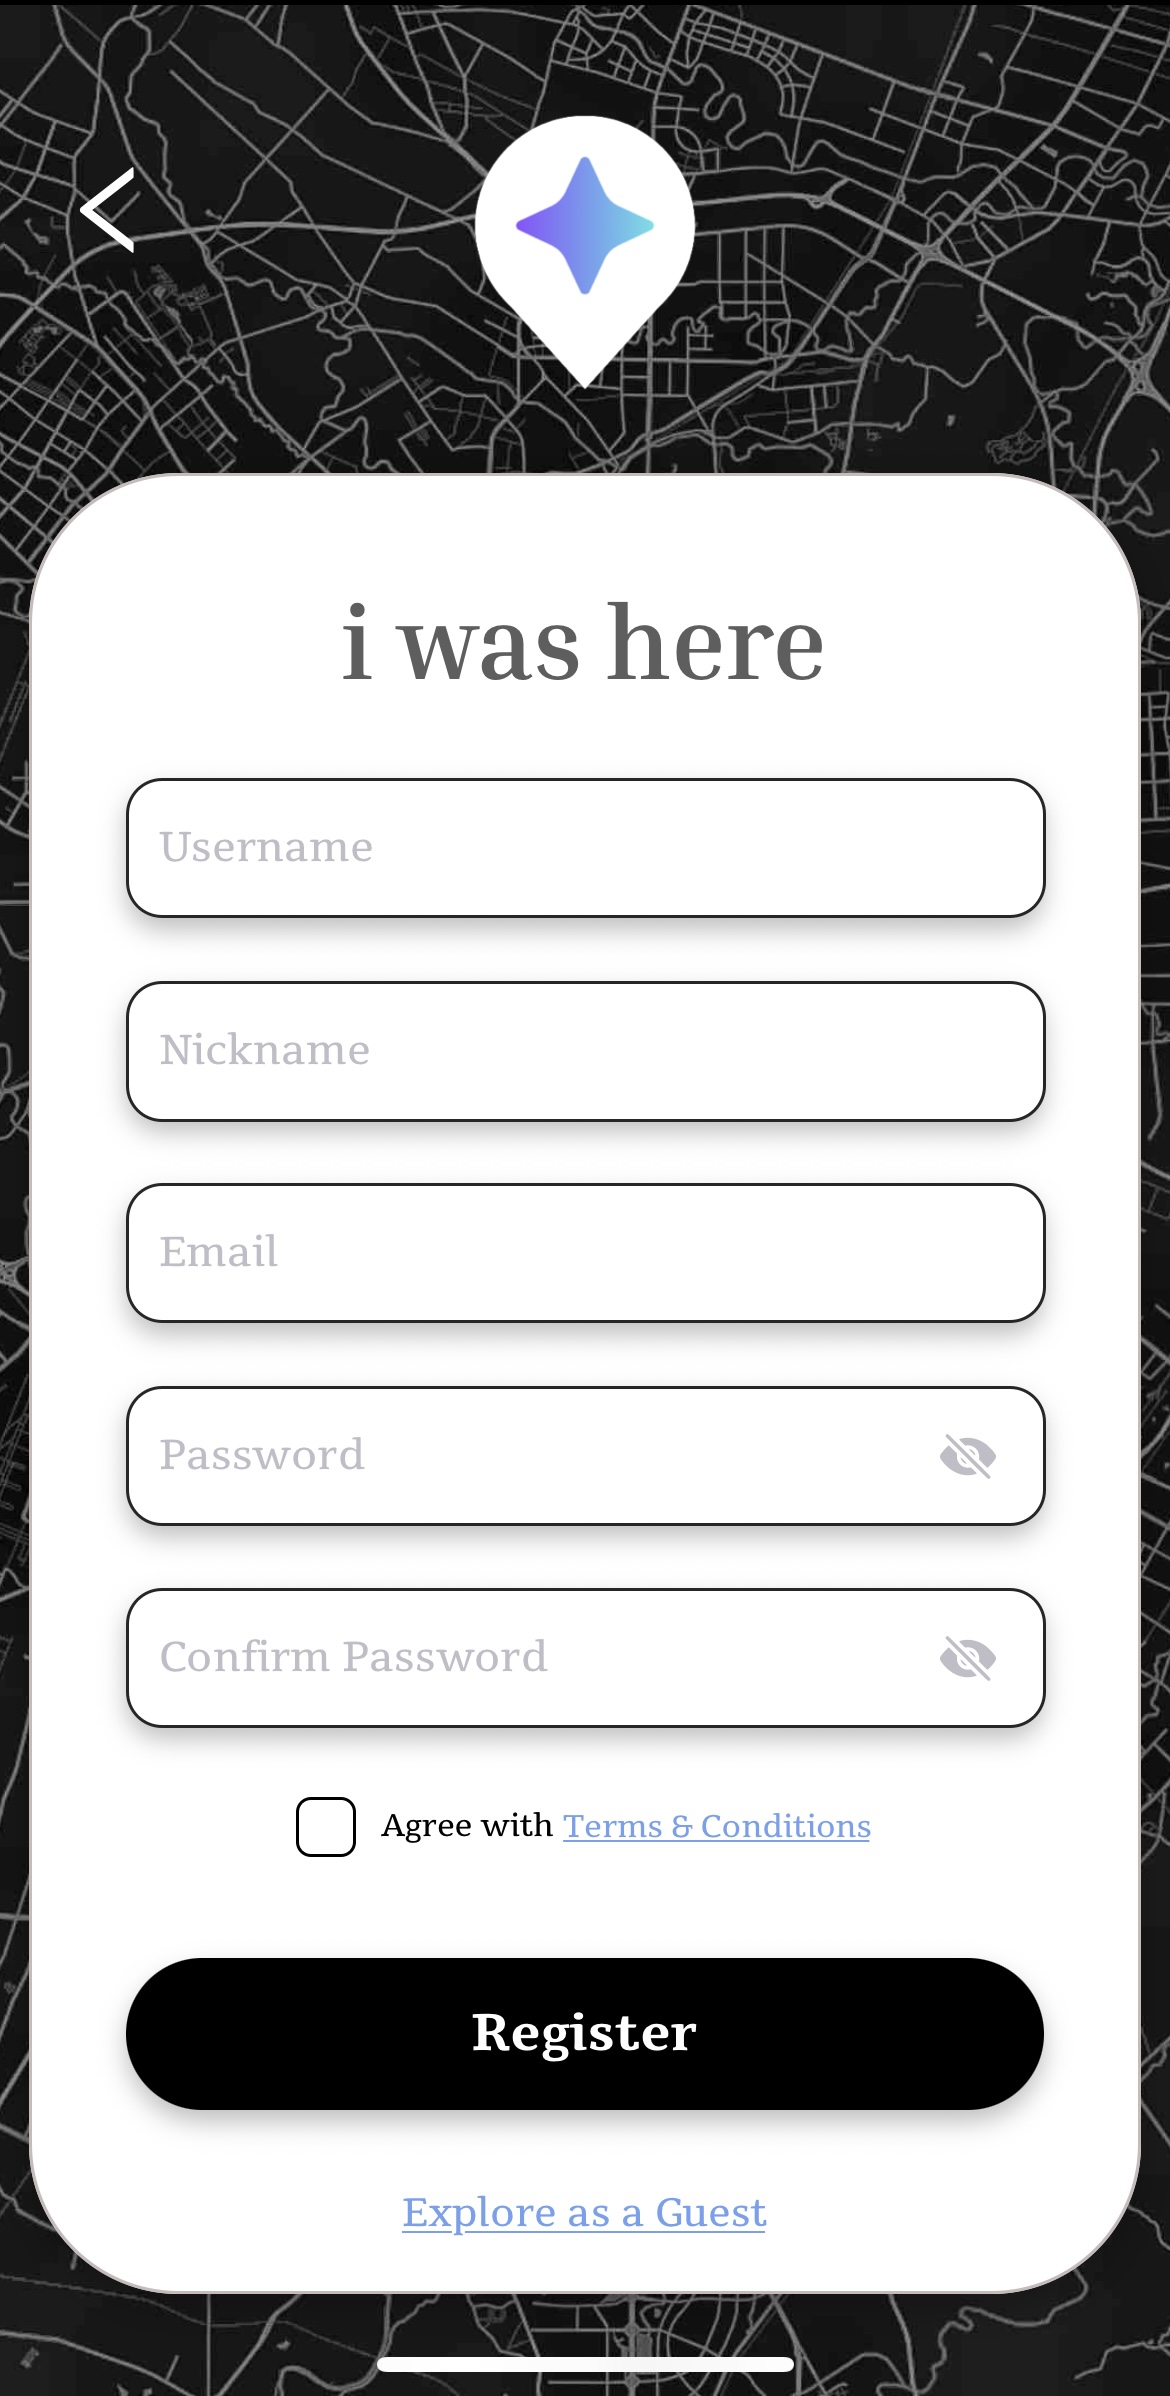 i was here
Username
Nickname
Email
Password
Confirm Password
Agree with Terms & Conditions
Register
Explore as a Guest